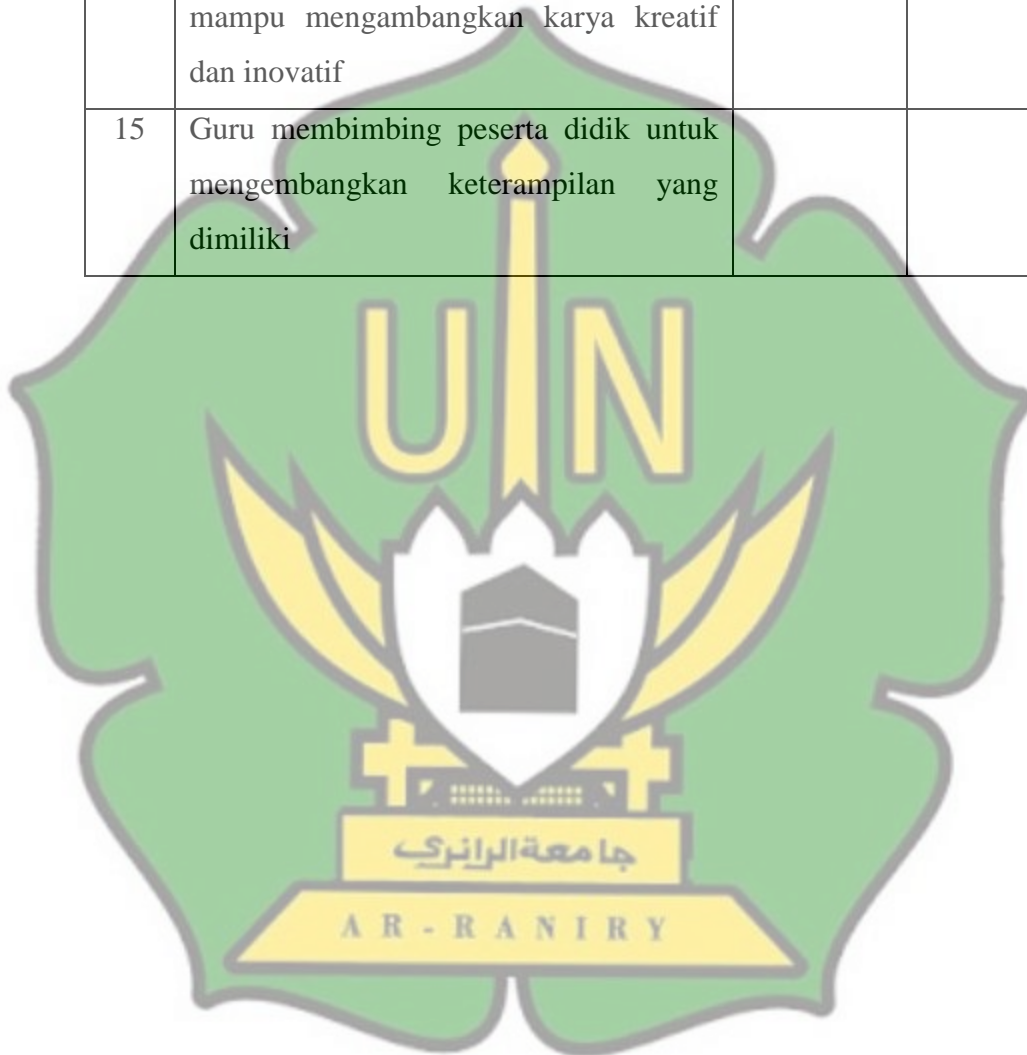 mampu mengambangkan karya kreatif
dan inovatif
15 Guru membimbing peserta didik untuk
mengembangkan keterampilan yang
dimiliki
UIN
جامعة الرانري
AR-RANIRY